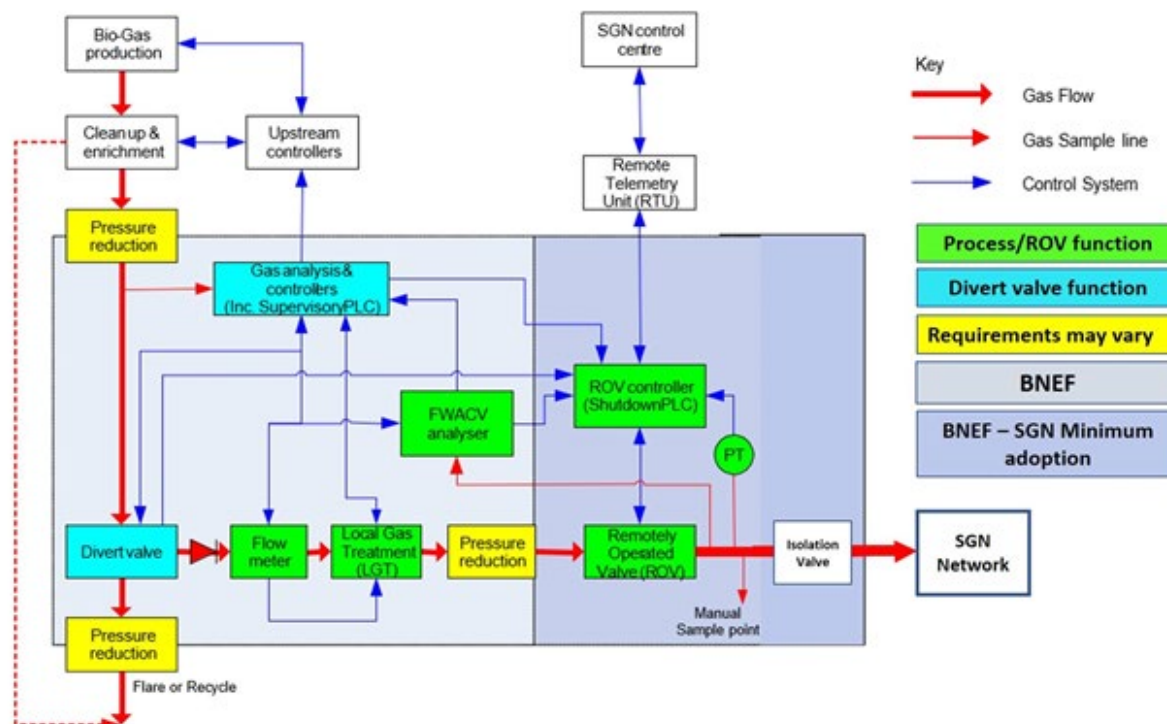 Bio-Gas
production
Clean up &
enrichment
Upstream
controllers
Pressure
reduction
SGN control
centre
Remote
Telemetry
Unit (RTU)
Key
Gas Flow
Gas Sample line
Control System
Process/ROV function
Divert valve function
Requirements may vary
BNEF
BNEF – SGN Minimum
adoption
Gas analysis &
controllers
(Inc. SupervisoryPLC)
FWACV
analyser
ROV controller
(ShutdownPLC)
PT
Divert valve
Flow
meter
Local Gas
Treatment
(LGT)
Pressure
reduction
Remotely
Operated
Valve (ROV)
Isolation
Valve
SGN
Network
Manual
Sample point
Pressure
reduction
Flare or Recycle